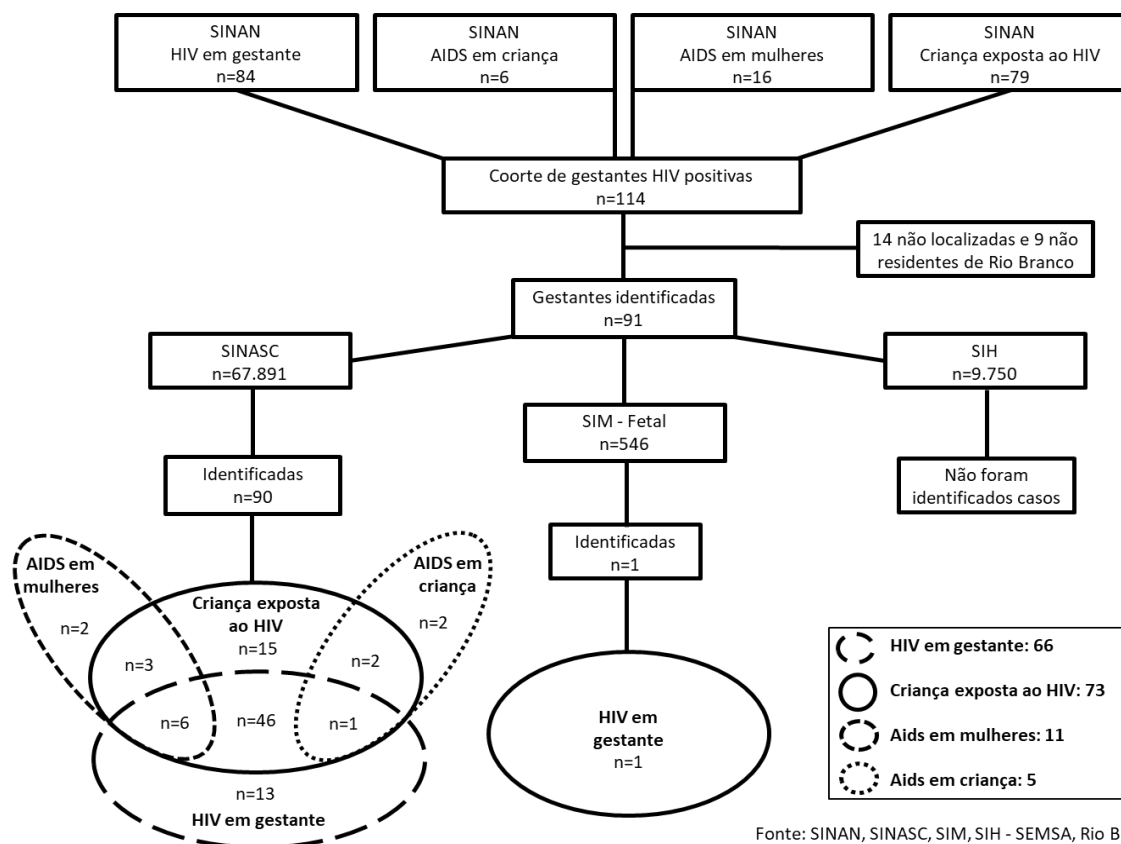 SINAN
HIV em gestante
n=84
SINAN
AIDS em criança
n=6
SINAN
AIDS em mulheres
n=16
SINAN
Criança exposta ao HIV
n=79
Coorte de gestantes HIV positivas
n=114
14 não localizadas e 9 não
residentes de Rio Branco
Gestantes identificadas
n=91
SINASC
n=67.891
SIM - Fetal
n=546
SIH
n=9.750
Identificadas
n=90
Identificadas
n=1
Não foram
identificados casos
AIDS em
mulheres
n=2
n=3
n=6
Criança exposta
ao HIV
n=15
n=46
AIDS em
criança
n=2
n=2
n=1
n=13
HIV em gestante
HIV em
gestante
n=1
HIV em gestante: 66
Criança exposta ao HIV: 73
Aids em mulheres: 11
Aids em criança: 5
Fonte: SINAN, SINASC, SIM, SIH - SEMSA, Rio B